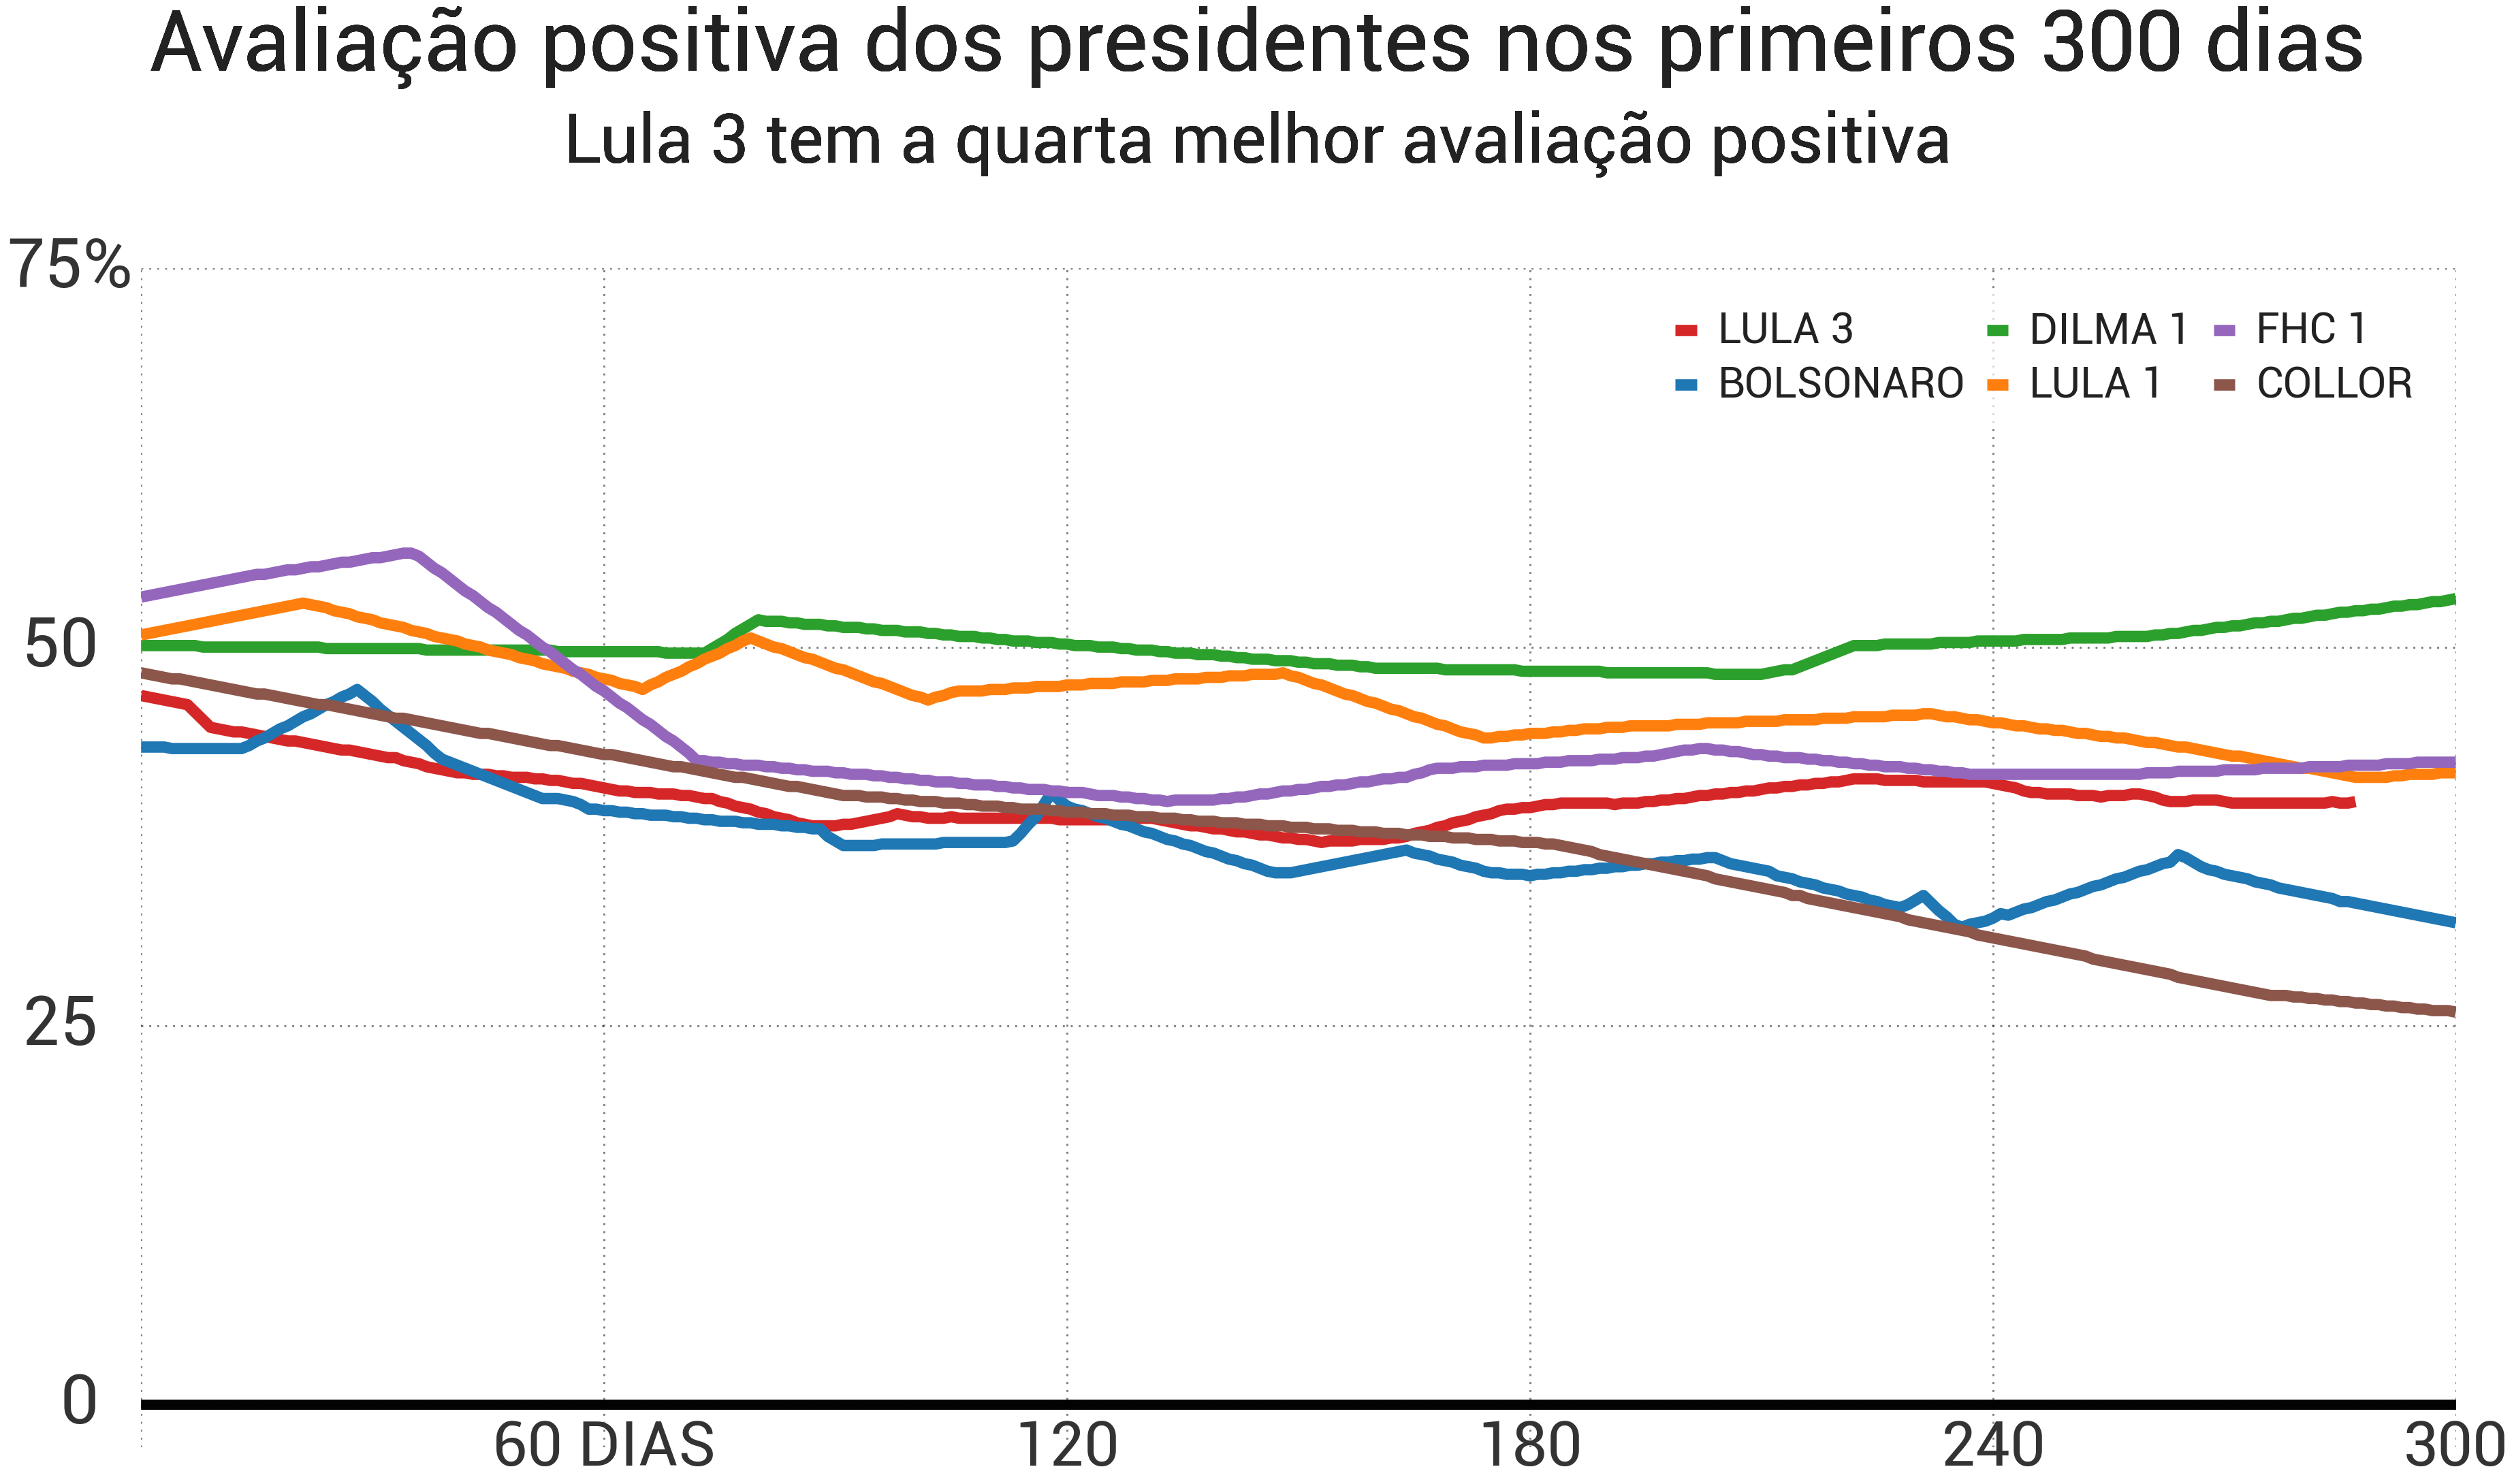 Avaliação positiva dos presidentes nos primeiros 300 dias
Lula 3 tem a quarta melhor avaliação positiva
75%
LULA 3 DILMA 1 FHC 1
BOLSONARO LULA 1 COLLOR
50
25
0
60 DIAS 120 180 240 300